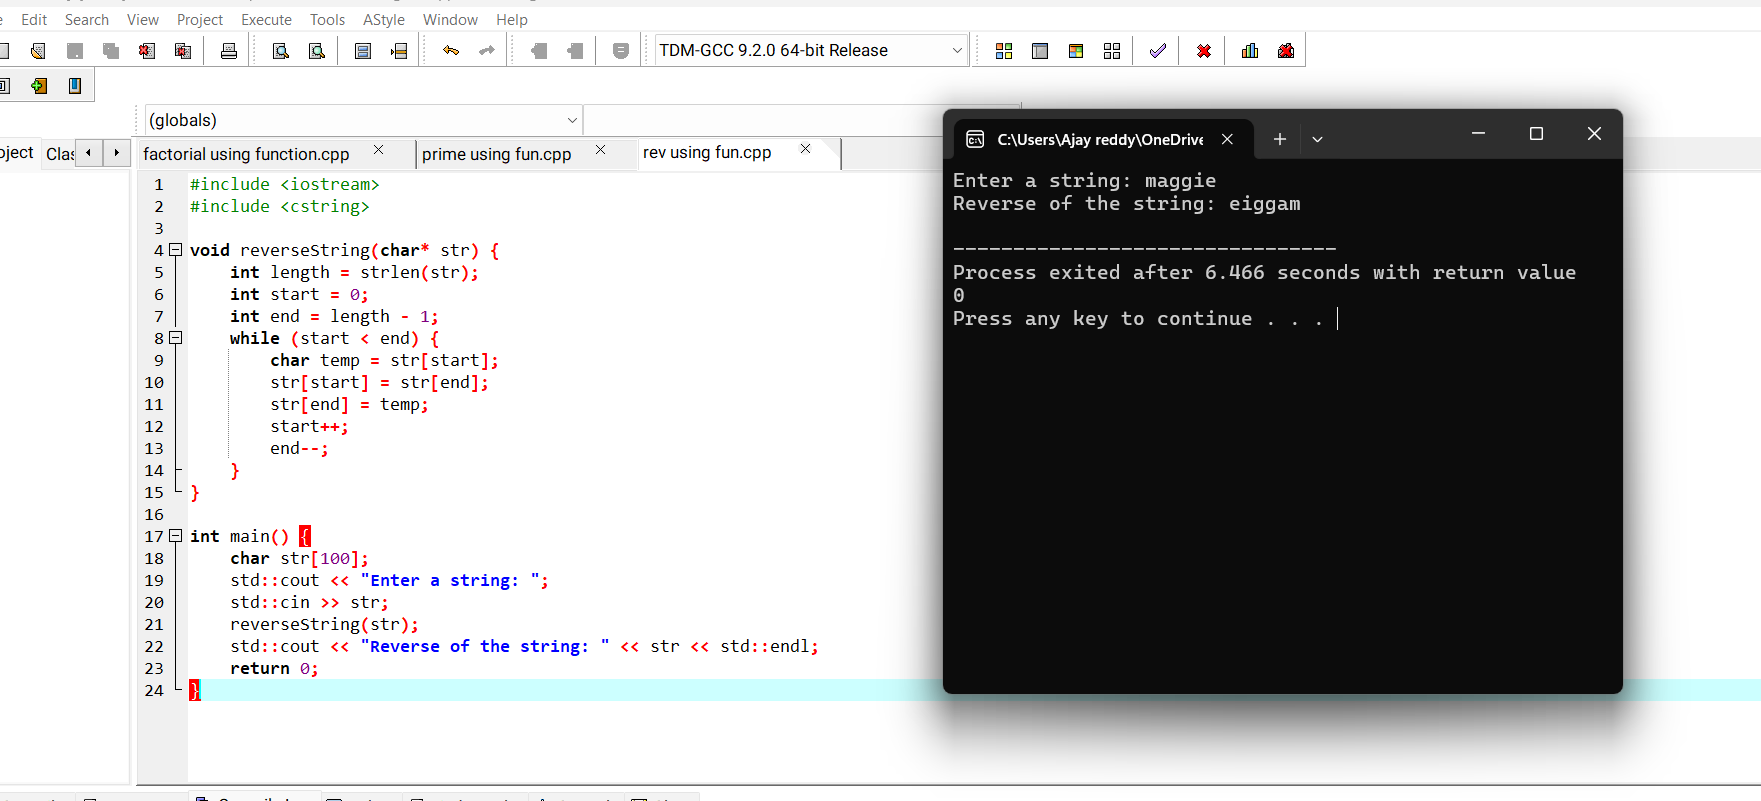 Edit Search View Project Execute Tools AStyle Window Help
TDM-GCC 9.2.0 64-bit Release
(globals)
factorial using function.cpp prime using fun.cpp rev using fun.cpp
1 #include <iostream>
2 #include <cstring>
3
4 void reverseString(char* str) {
5 int length = strlen(str);
6 int start = 0;
7 int end = length - 1;
8 while (start < end) {
9 char temp = str[start];
10 str[start] = str[end];
11 str[end] = temp;
12 start++;
13 end--;
14 }
15 }
16
17 int main() {
18 char str[100];
19 std::cout << "Enter a string: ";
20 std::cin >> str;
21 reverseString(str);
22 std::cout << "Reverse of the string: " << str << std::endl;
23 return 0;
24 }
C:\Users\Ajay reddy\OneDrive
Enter a string: maggie
Reverse of the string: eiggam
--------------------------------
Process exited after 6.466 seconds with return value
0
Press any key to continue . . .